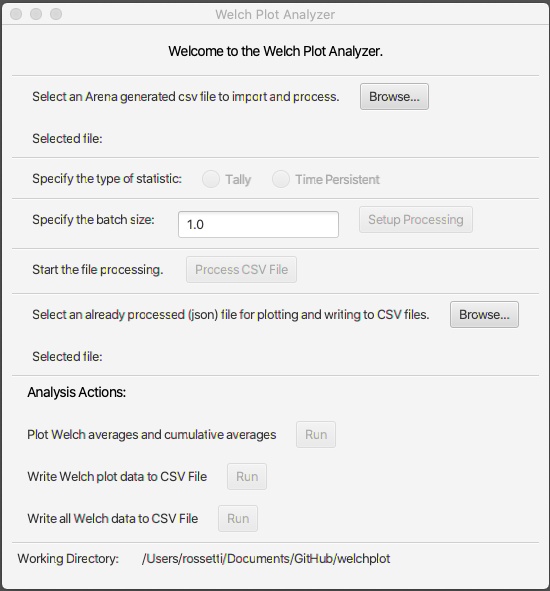 Welch Plot Analyzer
Welcome to the Welch Plot Analyzer.
Select an Arena generated csv file to import and process. Browse...
Selected file:
Specify the type of statistic: Tally Time Persistent
Specify the batch size: 1.0 Setup Processing
Start the file processing. Process CSV File
Select an already processed (json) file for plotting and writing to CSV files. Browse...
Selected file:
Analysis Actions:
Plot Welch averages and cumulative averages Run
Write Welch plot data to CSV File Run
Write all Welch data to CSV File Run
Working Directory: /Users/rossetti/Documents/GitHub/welchplot